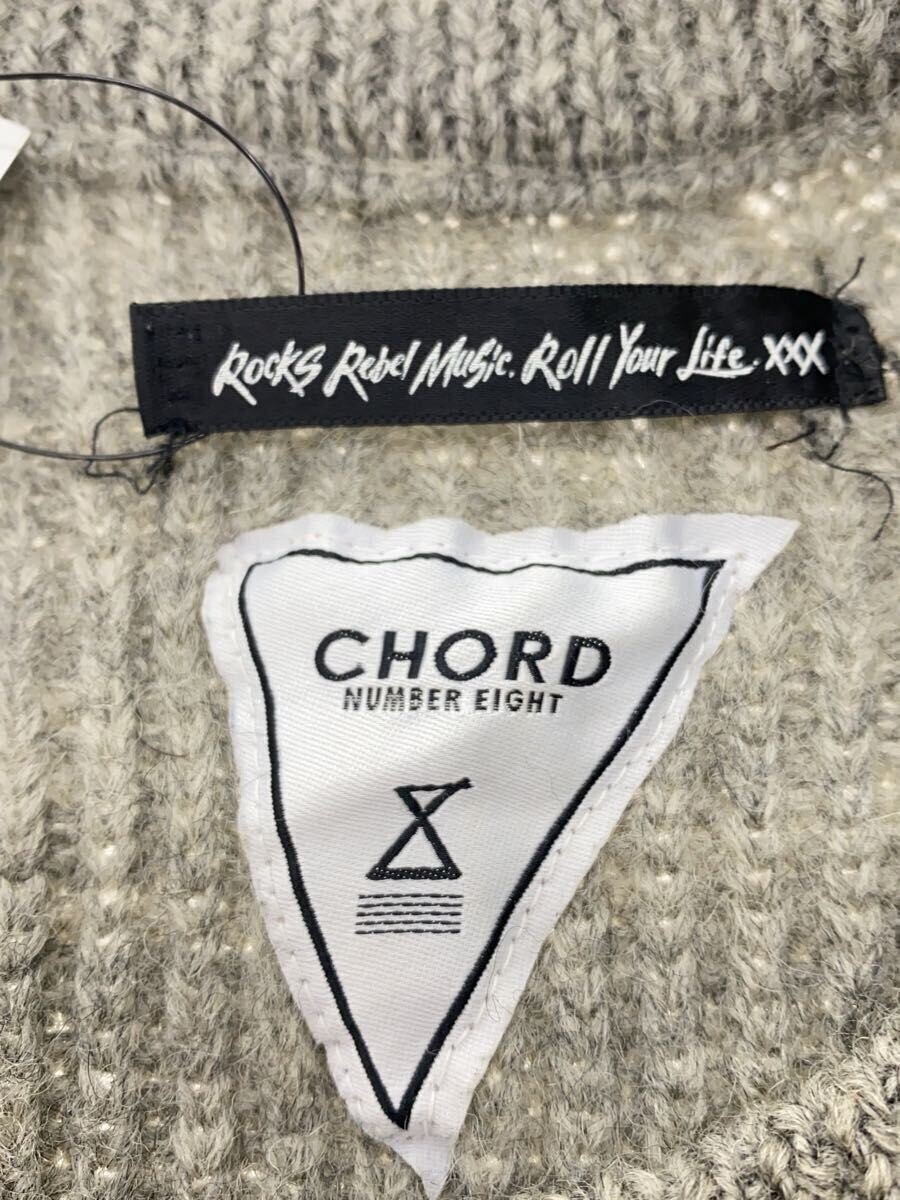 Rocks Rebel Music. Roll Your Life. XXX
CHORD
NUMBER EIGHT